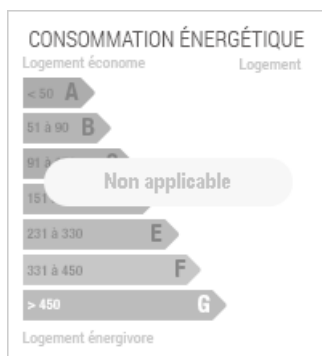 CONSOMMATION ÉNERGÉTIQUE
Logement économe Logement
< 50 A
51 à 90 B
91 à
Non applicable
151
231 à 330 E
331 à 450 F
> 450 G
Logement énergivore